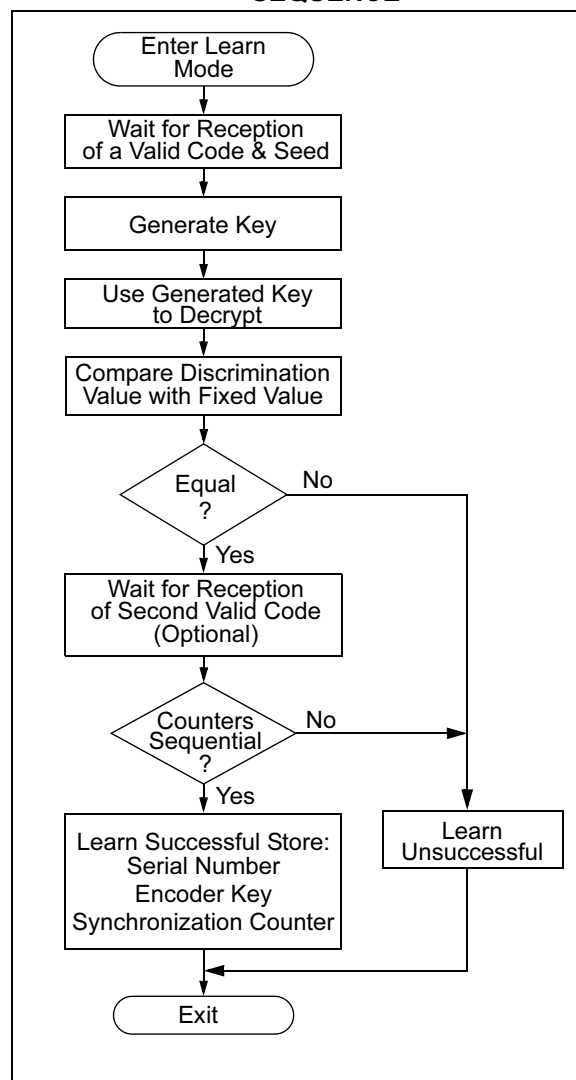 Enter Learn
Mode
Wait for Reception
of a Valid Code & Seed
Generate Key
Use Generated Key
to Decrypt
Compare Discrimination
Value with Fixed Value
Equal
?
No
Yes
Wait for Reception
of Second Valid Code
(Optional)
Counters
Sequential
?
No
Yes
Learn Successful Store:
Serial Number
Encoder Key
Synchronization Counter
Learn
Unsuccessful
Exit